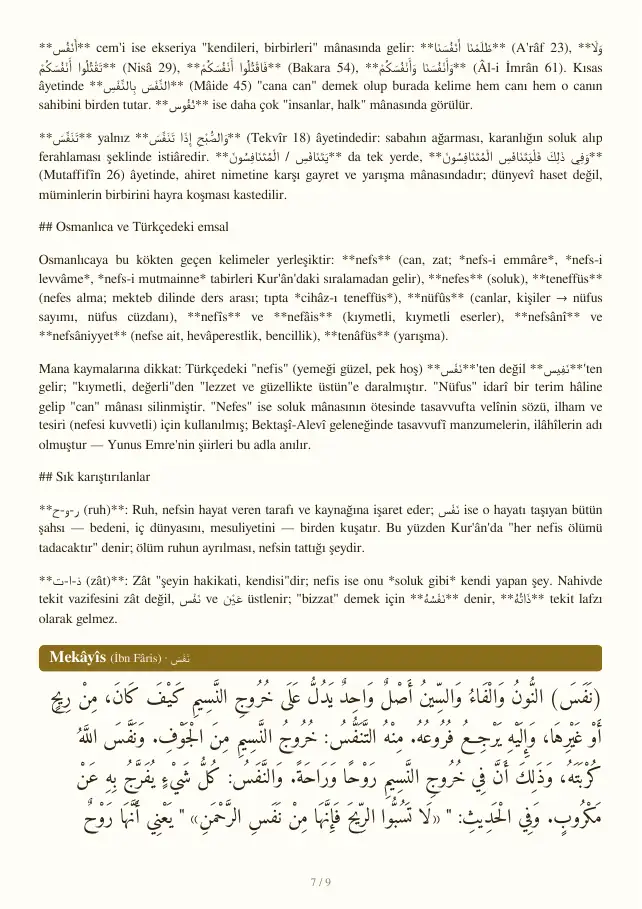 **أَنْفُس** cem'i ise ekseriya "kendileri, birbirleri" mânasında gelir: **ظَلَمْنَا أَنْفُسَنَا** (A'râf 23), **وَلَا
تَقْتُلُوا أَنْفُسَكُمْ** (Nisâ 29), **فَاقْتُلُوا أَنْفُسَكُمْ** (Bakara 54), **وَأَنْفُسَنَا وَأَنْفُسَكُمْ** (Âl-i İmrân 61). Kısas
âyetinde **النَّفْسَ بِالنَّفْسِ** (Mâide 45) "cana can" demek olup burada kelime hem canı hem o canın
sahibini birden tutar. **نُفُوس** ise daha çok "insanlar, halk" mânasında görülür.
**تَنَفَّسَ** yalnız **وَالصُّبْحِ إِذَا تَنَفَّسَ** (Tekvîr 18) âyetindedir: sabahın ağarması, karanlığın soluk alıp
ferahlaması şeklinde istiâredir. **يَتَنَافَسِ / الْمُتَنَافِسُونَ** da tek yerde, **وَفِي ذَٰلِكَ فَلْيَتَنَافَسِ الْمُتَنَافِسُونَ**
(Mutaffifîn 26) âyetinde, ahiret nimetine karşı gayret ve yarışma mânasındadır; dünyevî haset değil,
müminlerin birbirini hayra koşması kastedilir.
## Osmanlıca ve Türkçedeki emsal
Osmanlıcaya bu kökten geçen kelimeler yerleşiktir: **nefs** (can, zat; *nefs-i emmâre*, *nefs-i
levvâme*, *nefs-i mutmainne* tabirleri Kur'ân'daki sıralamadan gelir), **nefes** (soluk), **teneffüs**
(nefes alma; mekteb dilinde ders arası; tıpta *cihâz-ı teneffüs*), **nüfûs** (canlar, kişiler → nüfus
sayımı, nüfus cüzdanı), **nefîs** ve **nefâis** (kıymetli, kıymetli eserler), **nefsânî** ve
**nefsâniyyet** (nefse ait, hevâperestlik, bencillik), **tenâfüs** (yarışma).
Mana kaymalarına dikkat: Türkçedeki "nefis" (yemeği güzel, pek hoş) **نَفْس**'ten değil **نَفِيس**'ten
gelir; "kıymetli, değerli"den "lezzet ve güzellikte üstün"e daralmıştır. "Nüfus" idarî bir terim hâline
gelip "can" mânası silinmiştir. "Nefes" ise soluk mânasının ötesinde tasavvufta velînin sözü, ilham ve
tesiri (nefesi kuvvetli) için kullanılmış; Bektaşî-Alevî geleneğinde tasavvufî manzumelerin, ilâhîlerin adı
olmuştur — Yunus Emre'nin şiirleri bu adla anılır.
## Sık karıştırılanlar
**ر-و-ح (ruh)**: Ruh, nefsin hayat veren tarafı ve kaynağına işaret eder; نَفْس ise o hayatı taşıyan bütün
şahsı — bedeni, iç dünyasını, mesuliyetini — birden kuşatır. Bu yüzden Kur'ân'da "her nefis ölümü
tadacaktır" denir; ölüm ruhun ayrılması, nefsin tattığı şeydir.
**ذ-ا-ت (zât)**: Zât "şeyin hakikati, kendisi"dir; nefis ise onu *soluk gibi* kendi yapan şey. Nahivde
tekit vazifesini zât değil, نَفْس ve عَيْن üstlenir; "bizzat" demek için **نَفْسُهُ** denir, **ذَاتُهُ** tekit lafzı
olarak gelmez.
Mekâyîs (İbn Fâris) · نَفَسَ
(نَفَسَ) النُّونُ وَالْفَاءُ وَالسِّينُ أَصْلٌ وَاحِدٌ يَدُلُّ عَلَى خُرُوجِ النَّسِيمِ كَيْفَ كَانَ، مِنْ رِيحٍ
أَوْ غَيْرِهَا، وَإِلَيْهِ يَرْجِعُ فُرُوعُهُ. مِنْهُ التَّنَفُّسُ: خُرُوجُ النَّسِيمِ مِنَ الْجَوْفِ. وَنَفَّسَ اللَّهُ
كُرْبَتَهُ، وَذَلِكَ أَنَّ فِي خُرُوجِ النَّسِيمِ رَوْحًا وَرَاحَةً. وَالنَّفَسُ: كُلُّ شَيْءٍ يُفَرَّجُ بِهِ عَنْ
مَكْرُوبٍ. وَفِي الْحَدِيثِ: " «لَا تَسُبُّوا الرِّيحَ فَإِنَّهَا مِنْ نَفَسِ الرَّحْمَنِ» " يَعْنِي أَنَّهَا رَوْحٌ
7 / 9